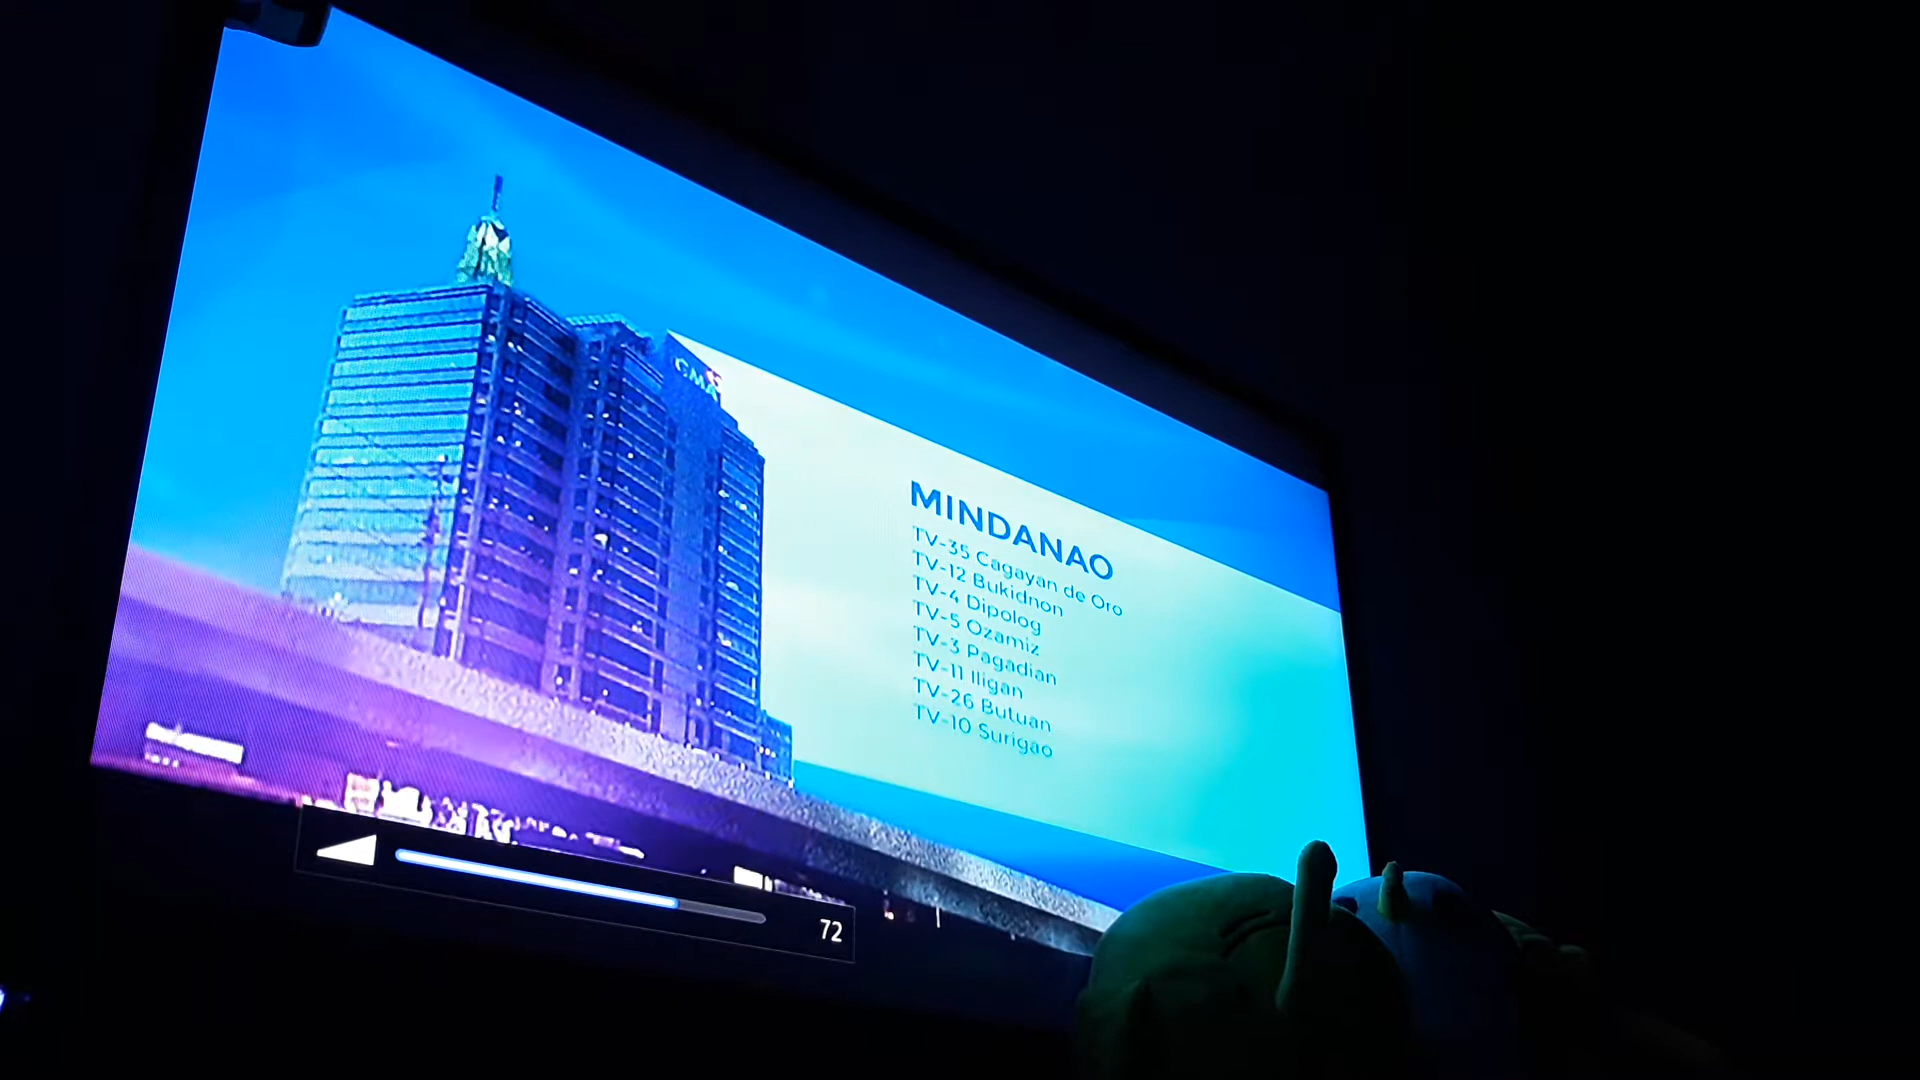 GMA
MINDANAO
TV-35 Cagayan de Oro
TV-12 Bukidnon
TV-4 Dipolog
TV-5 Ozamiz
TV-3 Pagadian
TV-11 Iligan
TV-26 Butuan
TV-10 Surigao
72